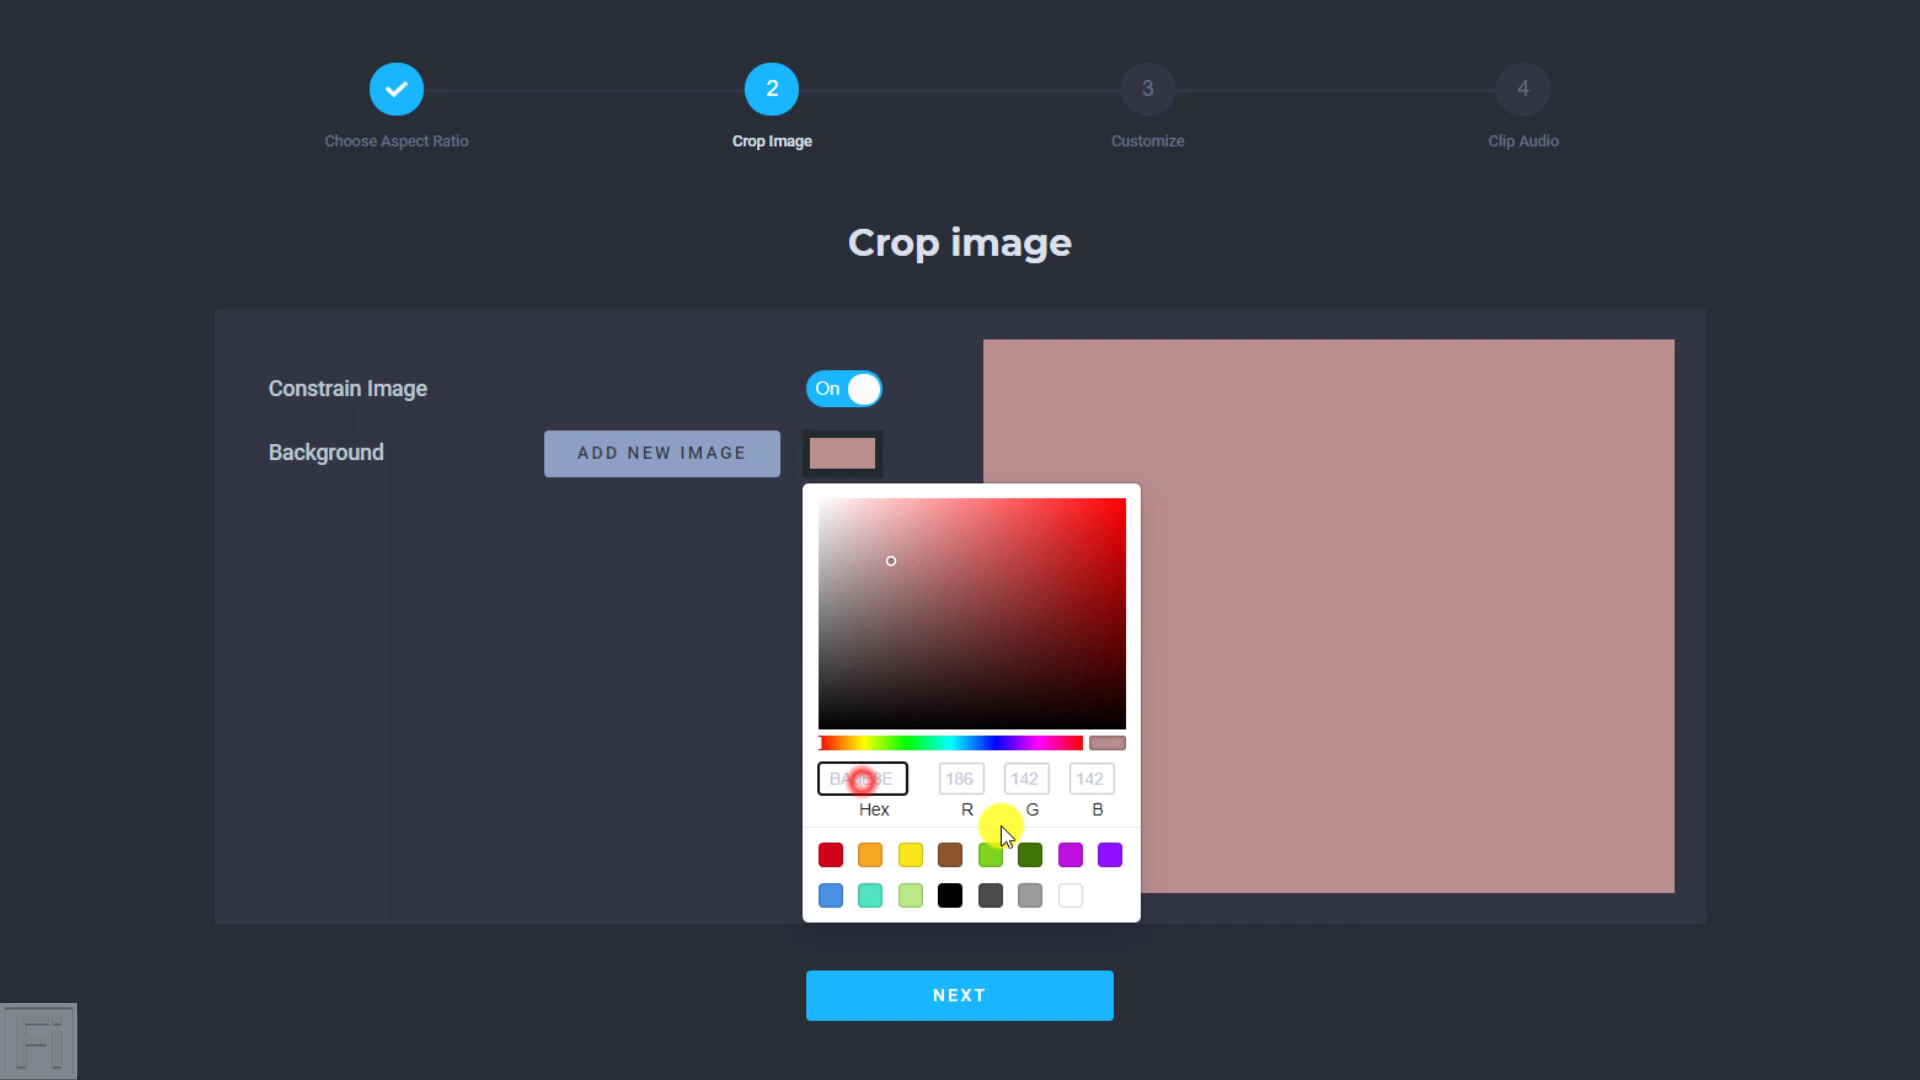 2
3
4
Choose Aspect Ratio
Crop Image
Customize
Clip Audio
Crop image
Constrain Image
On
Background
ADD NEW IMAGE
186
142
142
Hex
R
G
B
NEXT
Fi